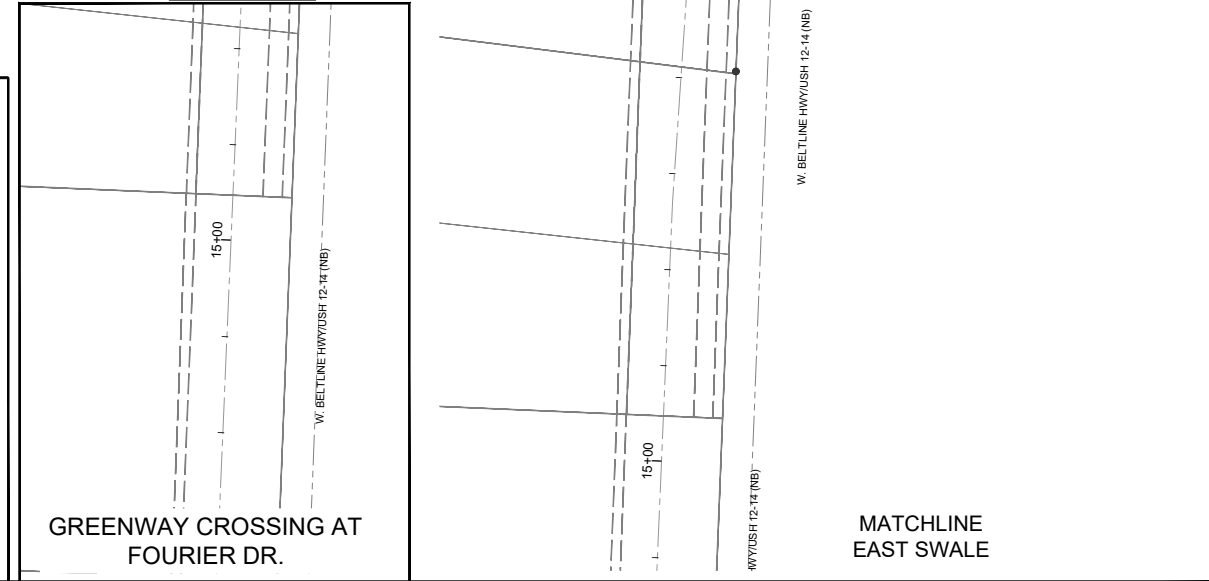 15+00
W. BELTLINE HWY/USH 12-14 (NB)
GREENWAY CROSSING AT
FOURIER DR.
W. BELTLINE HWY/USH 12-14 (NB)
15+00
HWY/USH 12-14 (NB)
MATCHLINE
EAST SWALE